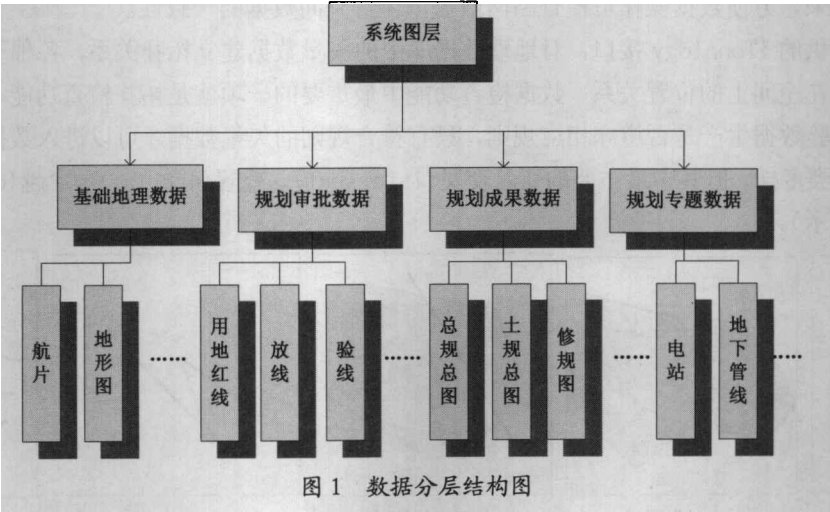 系统图层
基础地理数据
规划审批数据
规划成果数据
规划专题数据
航片
地形图
……
用地红线
放线
验线
……
总规总图
土规总图
修规图
……
电站
地下管线
……
图1 数据分层结构图